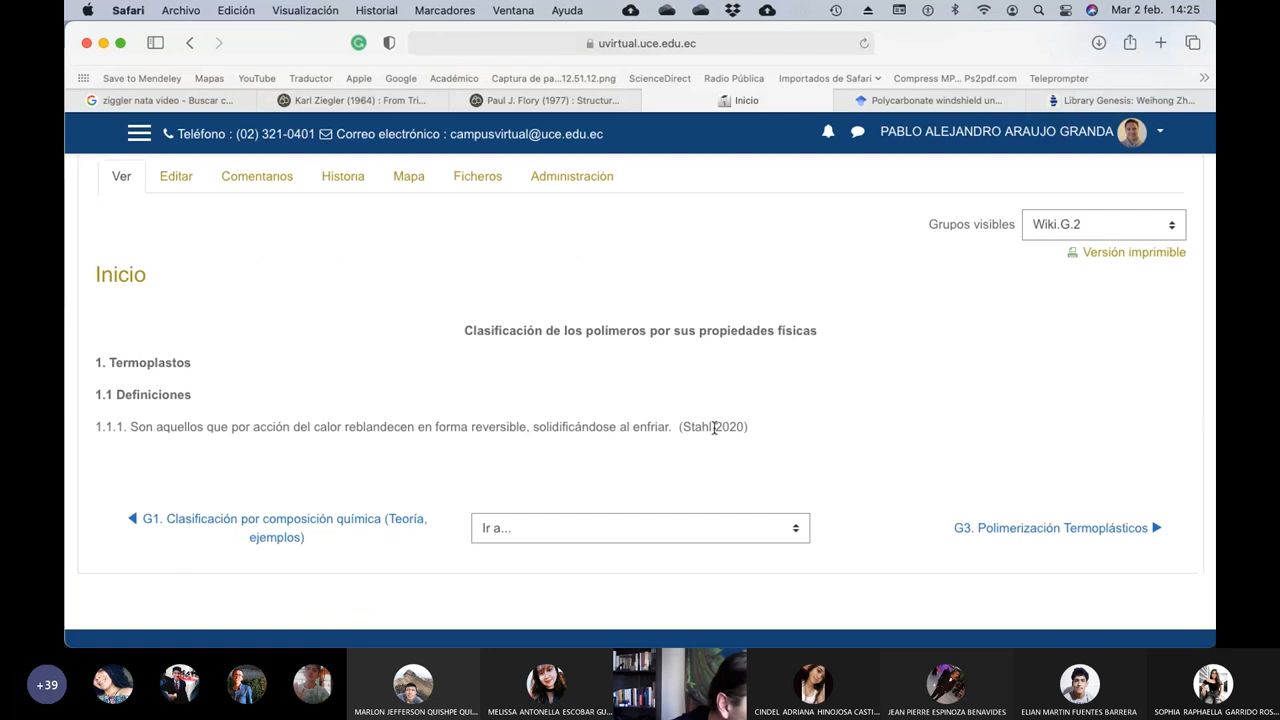 Safari Archivo Edición Visualización Historial Marcadores Ventana Ayuda Mar 2 feb. 14:25
uvirtual.uce.edu.ec
Save to Mendeley Mapas YouTube Traductor Apple Google Académico Captura de pa...12.51.12.png ScienceDirect Radio Pública Importados de Safari Compress MP... Ps2pdf.com Teleprompter
ziggler nata video - Buscar c... Karl Ziegler (1964) : From Tri... Paul J. Flory (1977) : Structur... Inicio Polycarbonate windshield un... Library Genesis: Weihong Zh...
Teléfono : (02) 321-0401 Correo electrónico : campusvirtual@uce.edu.ec PABLO ALEJANDRO ARAUJO GRANDA
Ver Editar Comentarios Historia Mapa Ficheros Administración
Grupos visibles Wiki.G.2
Versión imprimible
Inicio
Clasificación de los polímeros por sus propiedades físicas
1. Termoplastos
1.1 Definiciones
1.1.1. Son aquellos que por acción del calor reblandecen en forma reversible, solidificándose al enfriar. (Stahl,2020)
G1. Clasificación por composición química (Teoría,
ejemplos)
Ir a...
G3. Polimerización Termoplásticos
+39
MARLON JEFFERSON QUISHPE QUI... MELISSA ANTONELLA ESCOBAR GU... CINDEL ADRIANA HINOJOSA CASTI... JEAN PIERRE ESPINOZA BENAVIDES ELIAN MARTIN FUENTES BARRERA SOPHIA RAPHAELLA GARRIDO ROS...